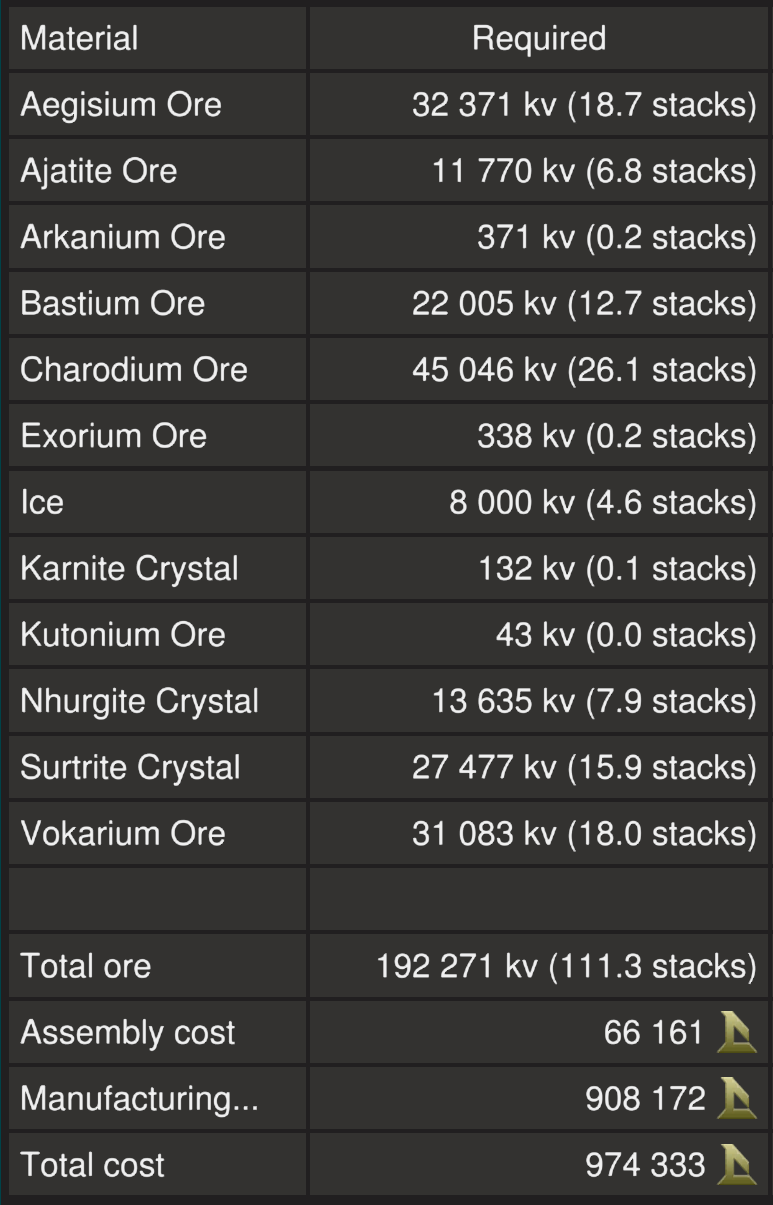 Material Required
Aegisium Ore 32 371 kv (18.7 stacks)
Ajatite Ore 11 770 kv (6.8 stacks)
Arkanium Ore 371 kv (0.2 stacks)
Bastium Ore 22 005 kv (12.7 stacks)
Charodium Ore 45 046 kv (26.1 stacks)
Exorium Ore 338 kv (0.2 stacks)
Ice 8 000 kv (4.6 stacks)
Karnite Crystal 132 kv (0.1 stacks)
Kutonium Ore 43 kv (0.0 stacks)
Nhurgite Crystal 13 635 kv (7.9 stacks)
Surtrite Crystal 27 477 kv (15.9 stacks)
Vokarium Ore 31 083 kv (18.0 stacks)
Total ore 192 271 kv (111.3 stacks)
Assembly cost 66 161
Manufacturing... 908 172
Total cost 974 333